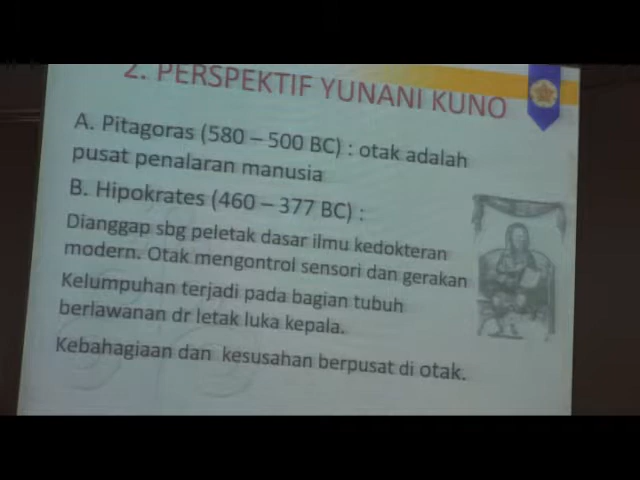 2. PERSPEKTIF YUNANI KUNO
A. Pitagoras (580 – 500 BC) : otak adalah
pusat penalaran manusia
B. Hipokrates (460 – 377 BC) :
Dianggap sbg peletak dasar ilmu kedokteran
modern. Otak mengontrol sensori dan gerakan
Kelumpuhan terjadi pada bagian tubuh
berlawanan dr letak luka kepala.
Kebahagiaan dan kesusahan berpusat di otak.